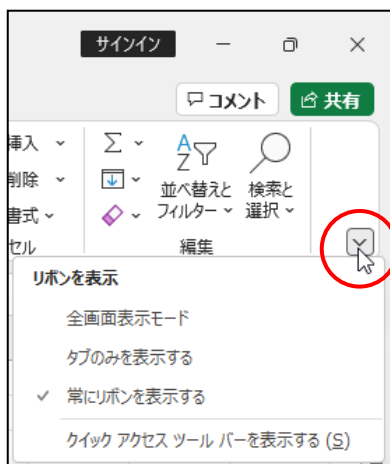 サインイン
コメント
共有
挿入
削除
書式
セル
並べ替えと
フィルター
検索と
選択
編集
リボンを表示
全画面表示モード
タブのみを表示する
常にリボンを表示する
クイック アクセス ツール バーを表示する (S)